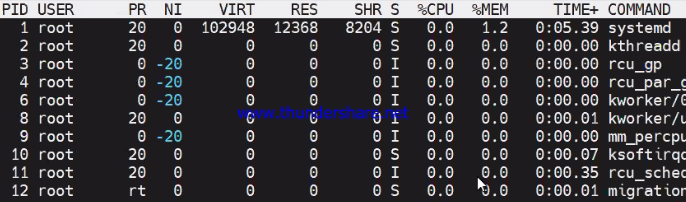 PID USER PR NI VIRT RES SHR S %CPU %MEM TIME+ COMMAND
1 root 20 0 102948 12368 8204 S 0.0 1.2 0:05.39 systemd
2 root 20 0 0 0 0 S 0.0 0.0 0:00.00 kthreadd
3 root 0 -20 0 0 0 I 0.0 0.0 0:00.00 rcu_gp
4 root 0 -20 0 0 0 I 0.0 0.0 0:00.00 rcu_par_g
6 root 0 -20 0 0 0 I 0.0 0.0 0:00.00 kworker/0
www.thundershare.net
8 root 20 0 0 0 0 I 0.0 0.0 0:00.01 kworker/u
9 root 0 -20 0 0 0 I 0.0 0.0 0:00.00 mm_percpu
10 root 20 0 0 0 0 S 0.0 0.0 0:00.07 ksoftirqd
11 root 20 0 0 0 0 I 0.0 0.0 0:00.35 rcu_sched
12 root rt 0 0 0 0 S 0.0 0.0 0:00.01 migration